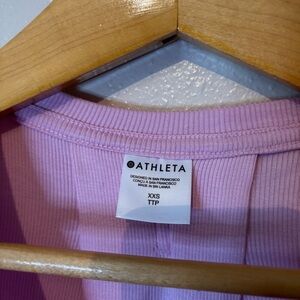 ATHLETA
DESIGNED IN SAN FRANCISCO
CONÇU À SAN FRANCISCO
MADE IN SRI LANKA
XXS
TTP